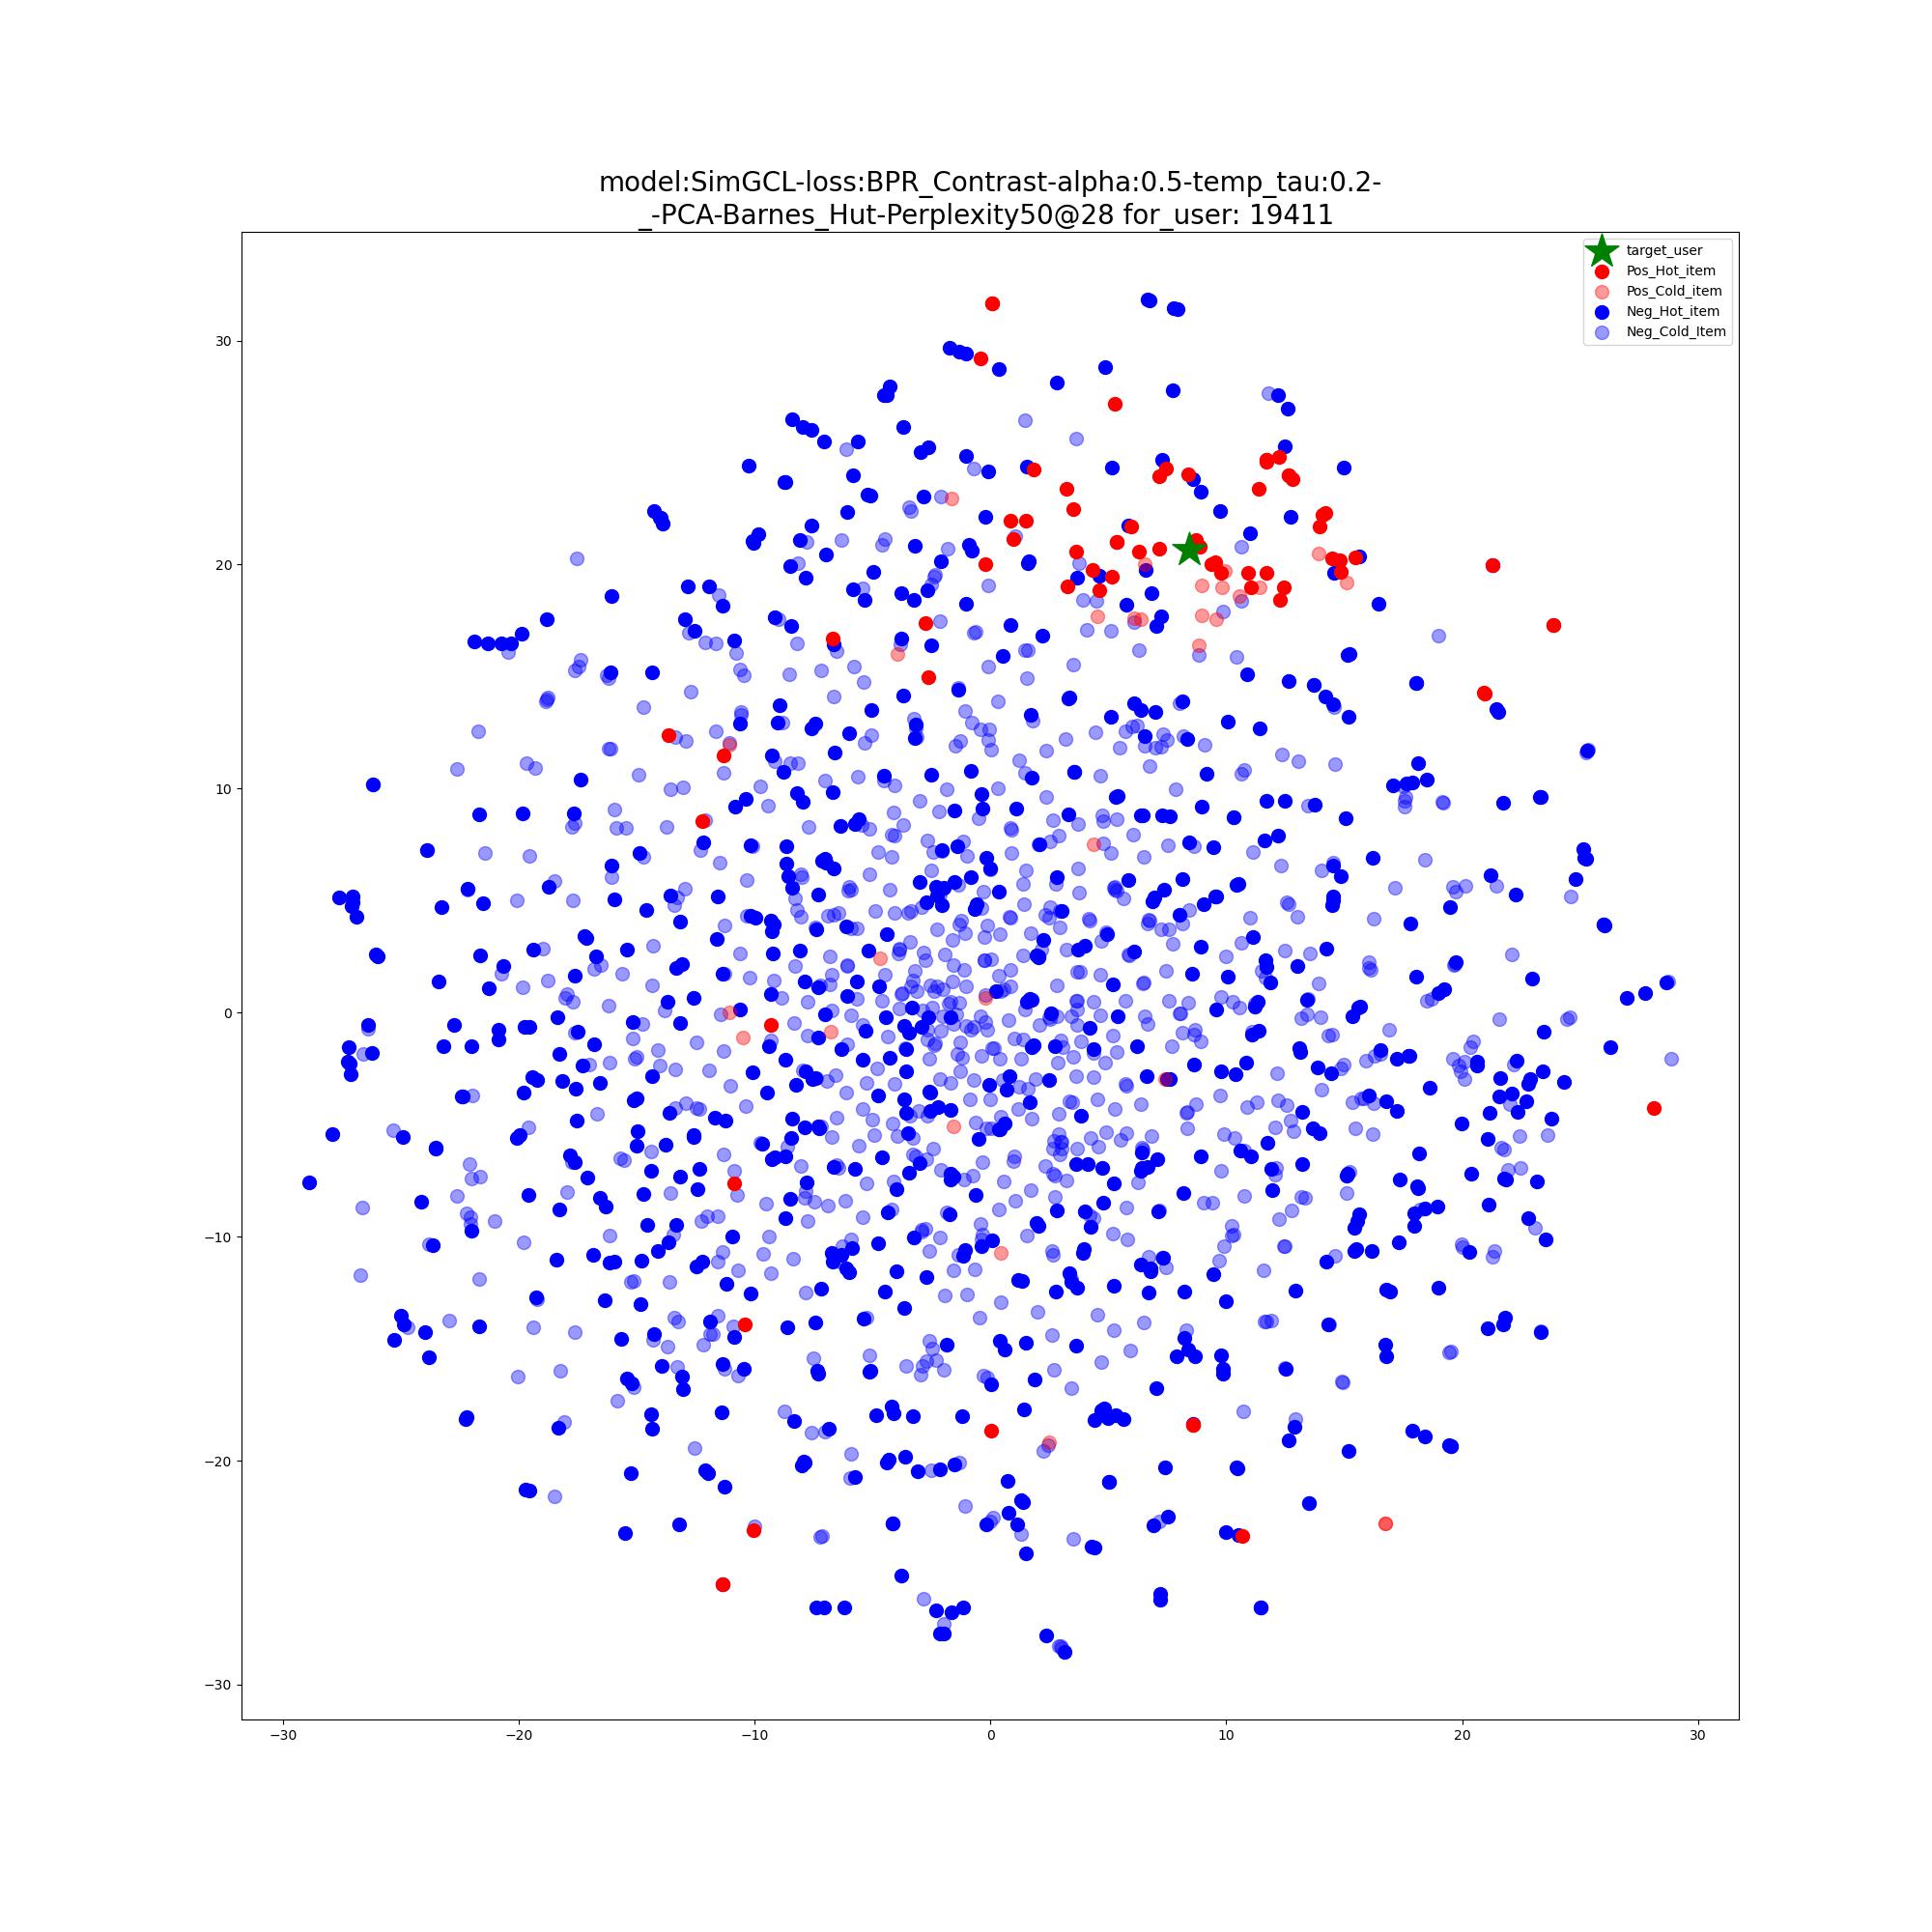 model:SimGCL-loss:BPR_Contrast-alpha:0.5-temp_tau:0.2-
_-PCA-Barnes_Hut-Perplexity50@28 for_user: 19411
target_user
Pos_Hot_item
Pos_Cold_item
Neg_Hot_item
Neg_Cold_Item
30
20
10
0
−10
−20
−30
−30 −20 −10 0 10 20 30